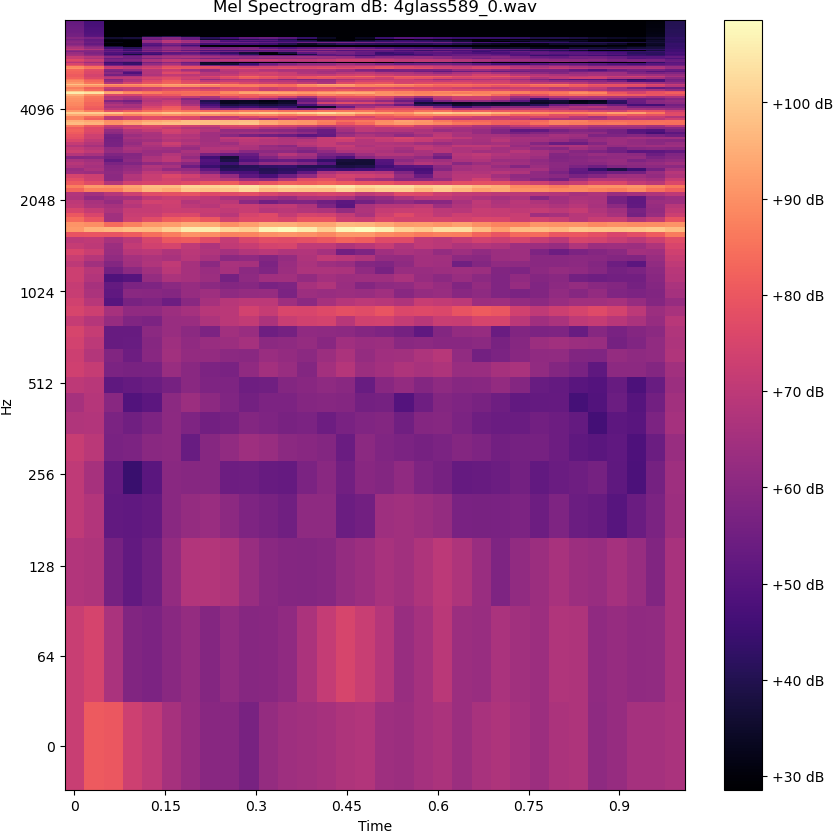 Mel Spectrogram dB: 4glass589_0.wav
4096
2048
1024
512
256
128
64
0
Hz
0 0.15 0.3 0.45 0.6 0.75 0.9
Time
+100 dB
+90 dB
+80 dB
+70 dB
+60 dB
+50 dB
+40 dB
+30 dB